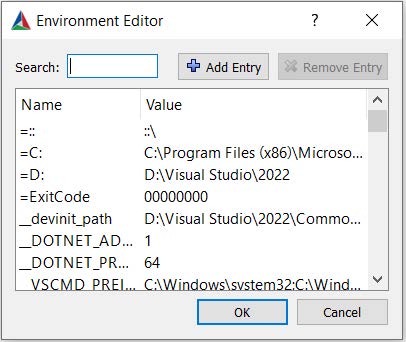 Environment Editor
Search: Add Entry Remove Entry
Name Value
=:: ::\
=C: C:\Program Files (x86)\Microso...
=D: D:\Visual Studio\2022
=ExitCode 00000000
__devinit_path D:\Visual Studio\2022\Commo...
__DOTNET_AD... 1
__DOTNET_PR... 64
__VSCMD_PREI... C:\Windows\system32;C:\Wind...
OK Cancel